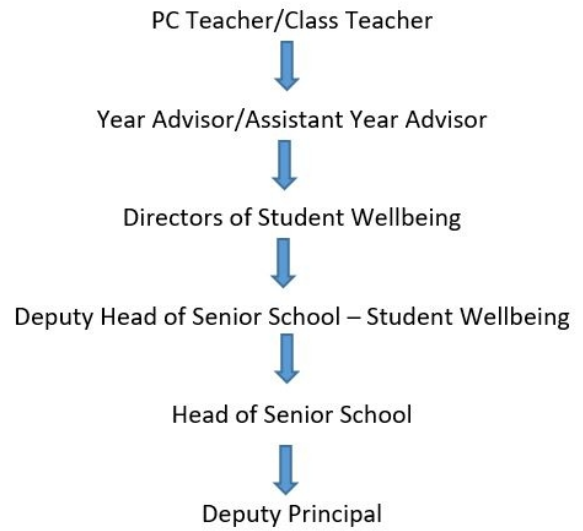 PC Teacher/Class Teacher
Year Advisor/Assistant Year Advisor
Directors of Student Wellbeing
Deputy Head of Senior School – Student Wellbeing
Head of Senior School
Deputy Principal